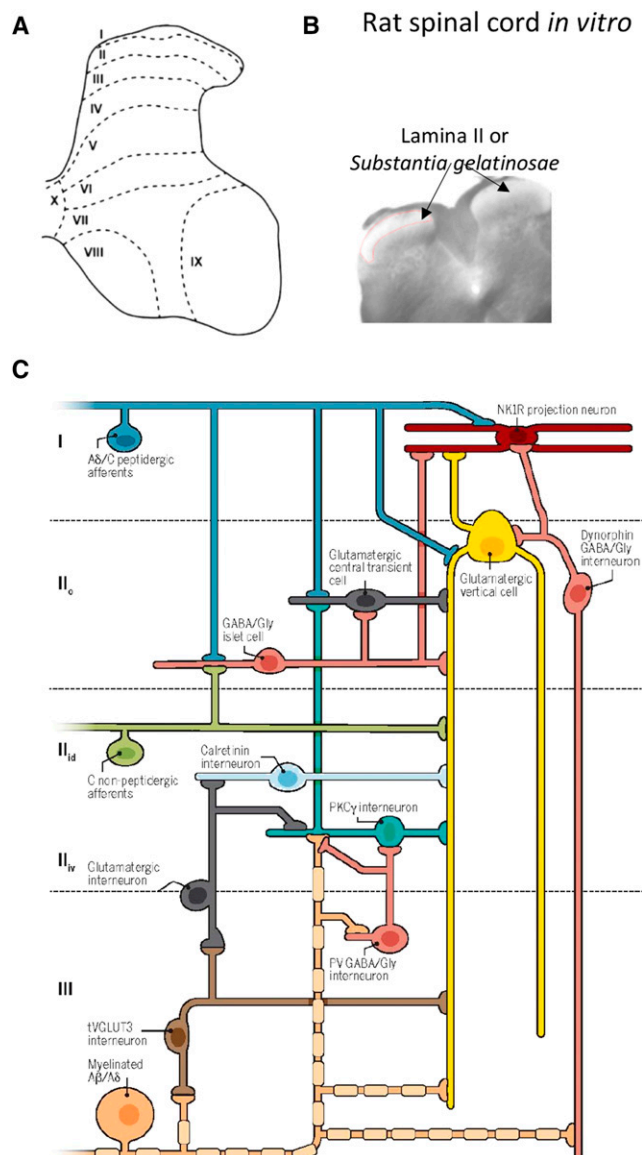 A
B
Rat spinal cord in vitro
I
II
III
IV
V
VI
X
VII
VIII
IX
Lamina II or
Substantia gelatinosae
C
I
Aδ/C peptidergic
afferents
NK1R projection neuron
IIo
Glutamatergic
central transient
cell
Glutamatergic
vertical cell
Dynorphin
GABA/Gly
interneuron
GABA/Gly
islet cell
IIid
C non-peptidergic
afferents
Calretinin
interneuron
PKCγ interneuron
IIiv
Glutamatergic
interneuron
PV GABA/Gly
interneuron
III
tVGLUT3
interneuron
Myelinated
Aβ/Aδ